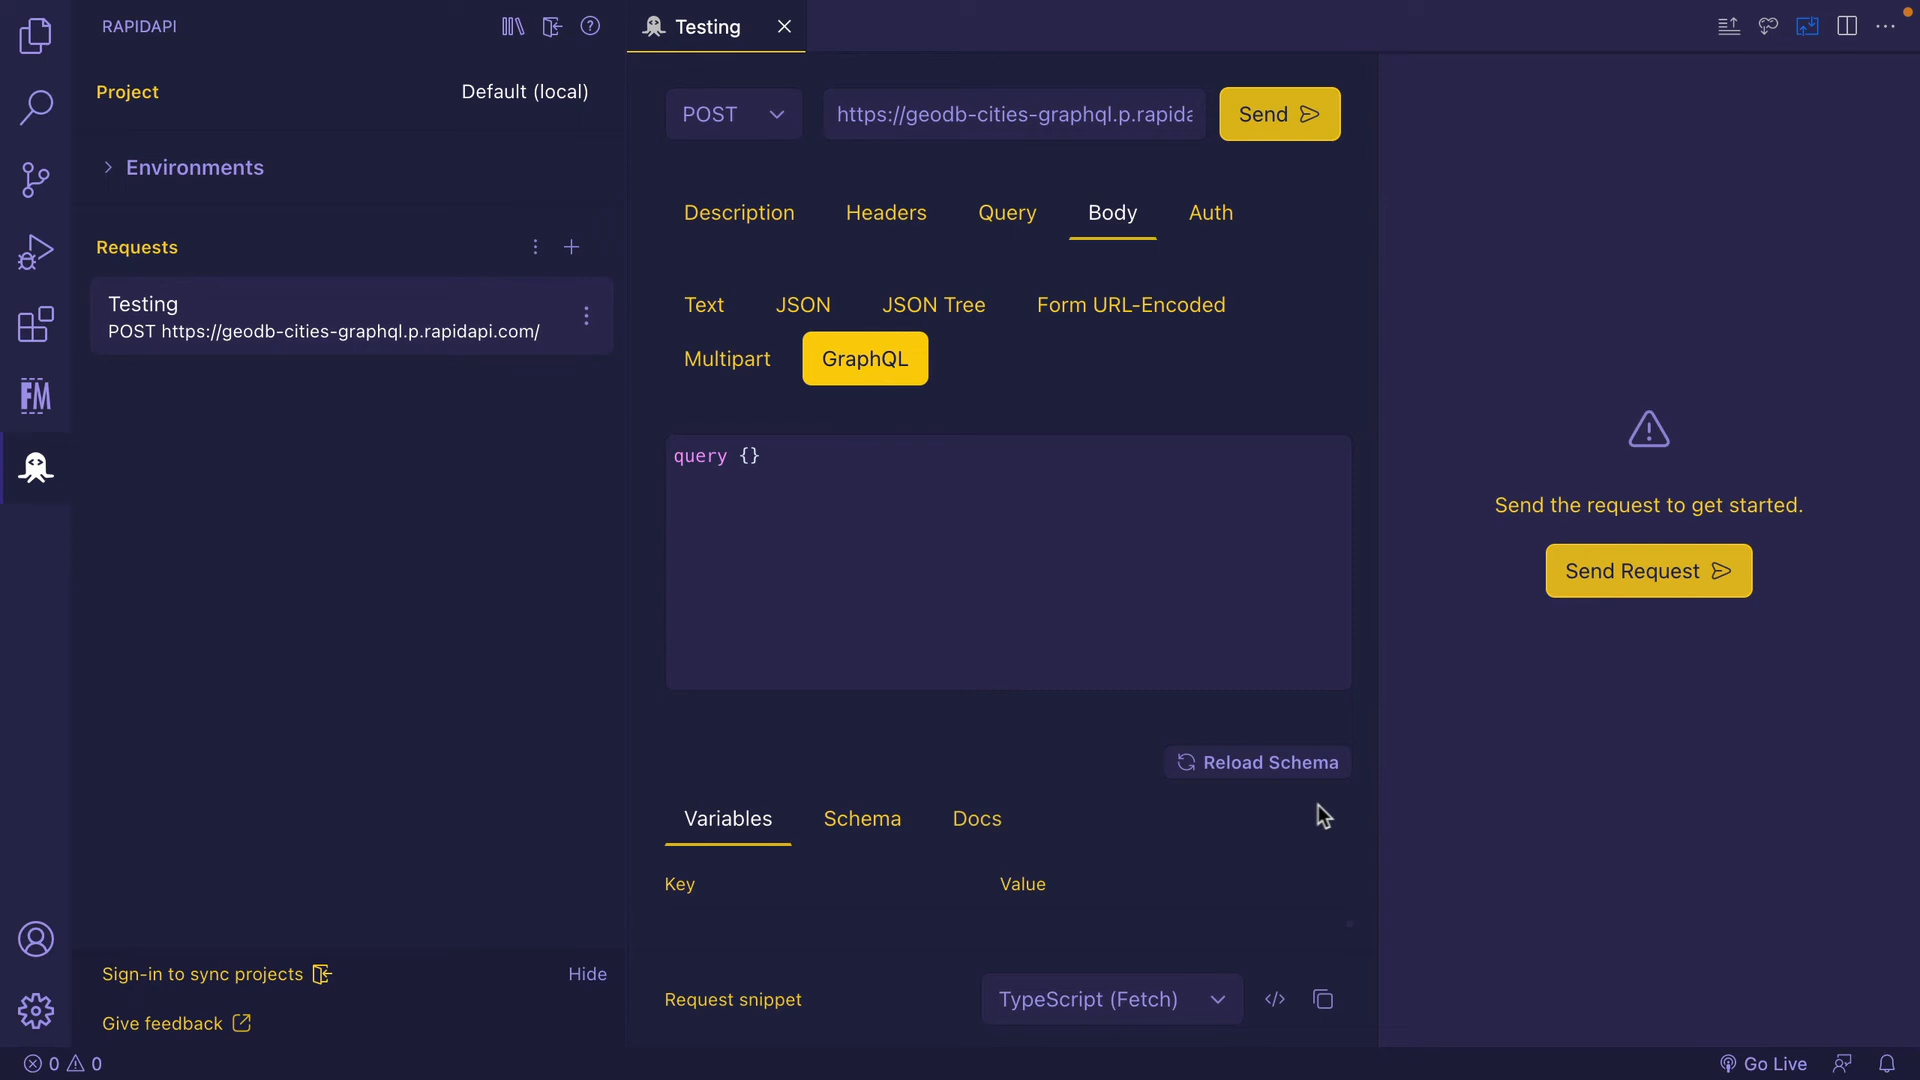 RAPIDAPI
Testing
Project
Default (local)
POST
https://geodb-cities-graphql.p.rapida
Send
Environments
Description
Headers
Query
Body
Auth
Requests
Testing
POST https://geodb-cities-graphql.p.rapidapi.com/
Text
JSON
JSON Tree
Form URL-Encoded
Multipart
GraphQL
FM
query {}
Send the request to get started.
Send Request
Reload Schema
Variables
Schema
Docs
Key
Value
Sign-in to sync projects
Hide
Request snippet
TypeScript (Fetch)
Give feedback
0
0
Go Live